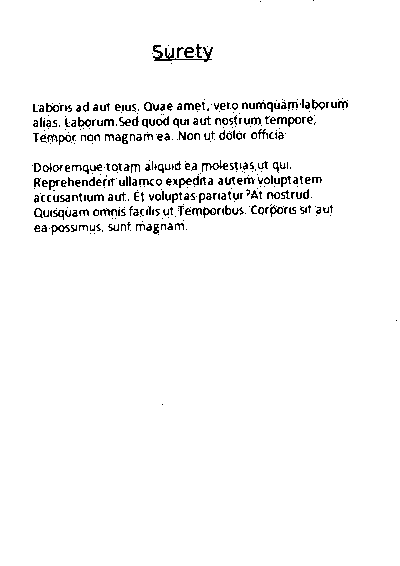 Surety
Laboris ad aut eius. Quae amet, vero numquam laborum
alias. Laborum. Sed quod qui aut nostrum tempore.
Tempor non magnam ea. Non ut dolor officia
Doloremque totam aliquid ea molestias ut qui.
Reprehenderit ullamco expedita autem voluptatem
accusantium aut. Et voluptas pariatur? At nostrud.
Quisquam omnis facilis ut Temporibus. Corporis sit aut
ea possimus, sunt magnam.